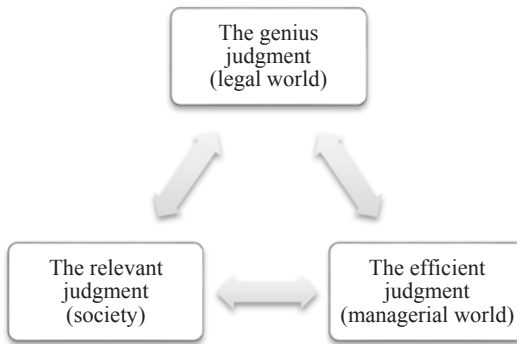 The genius
judgment
(legal world)
The relevant
judgment
(society)
The efficient
judgment
(managerial world)